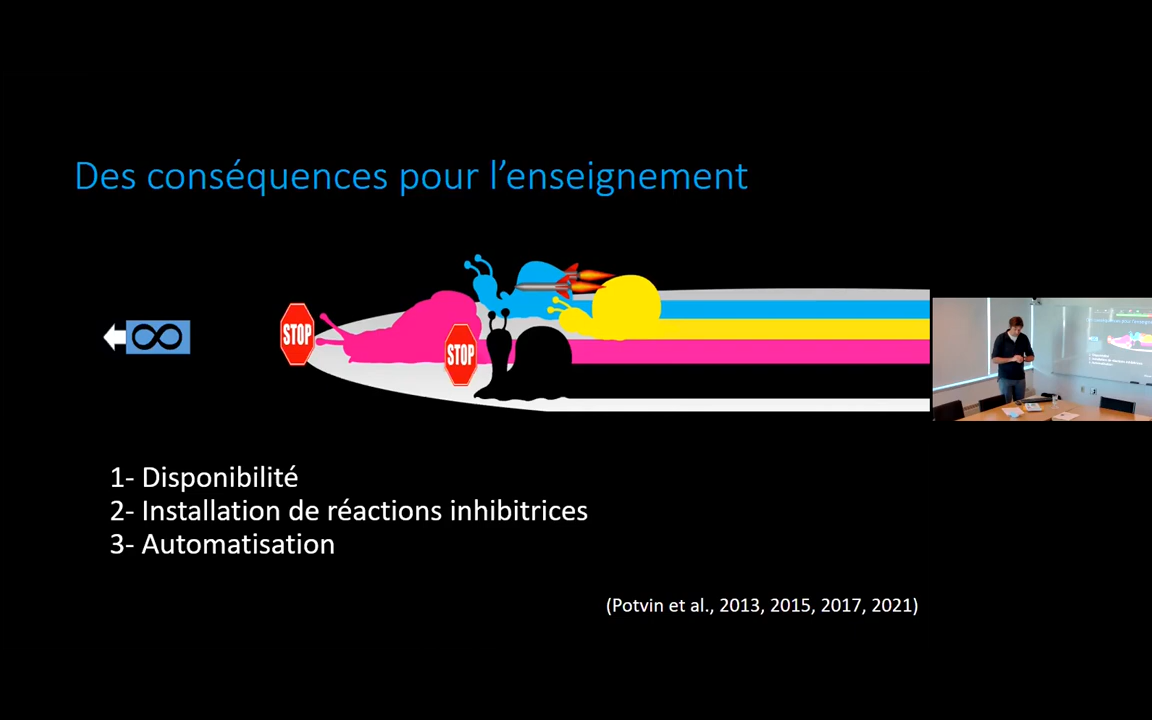 Des conséquences pour l'enseignement
STOP
STOP
1- Disponibilité
2- Installation de réactions inhibitrices
3- Automatisation
(Potvin et al., 2013, 2015, 2017, 2021)